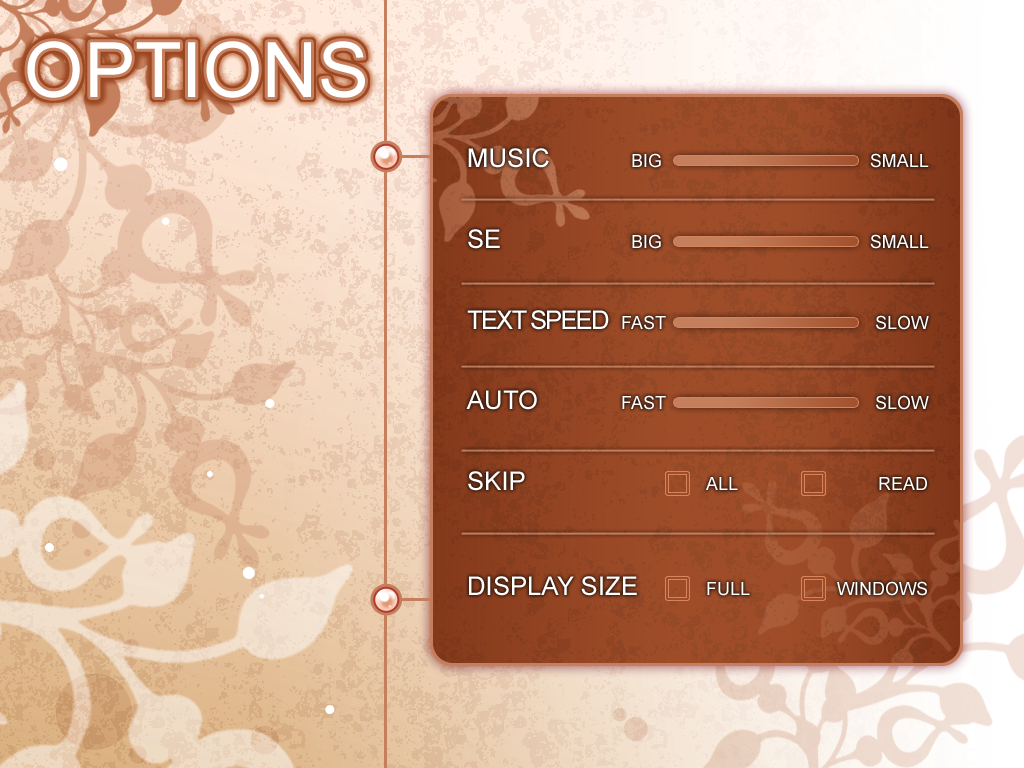 OPTIONS
MUSIC BIG SMALL
SE BIG SMALL
TEXT SPEED FAST SLOW
AUTO FAST SLOW
SKIP ALL READ
DISPLAY SIZE FULL WINDOWS